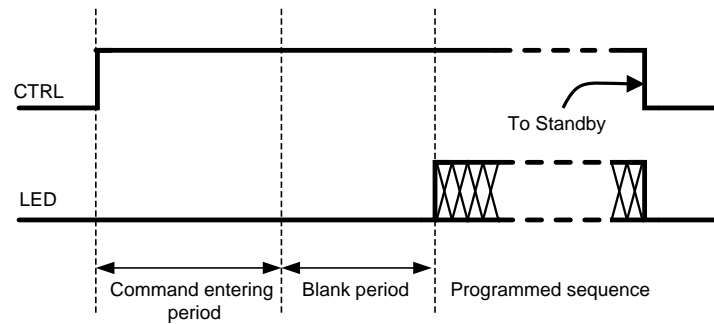 CTRL
To Standby
LED
Command entering
period
Blank period
Programmed sequence